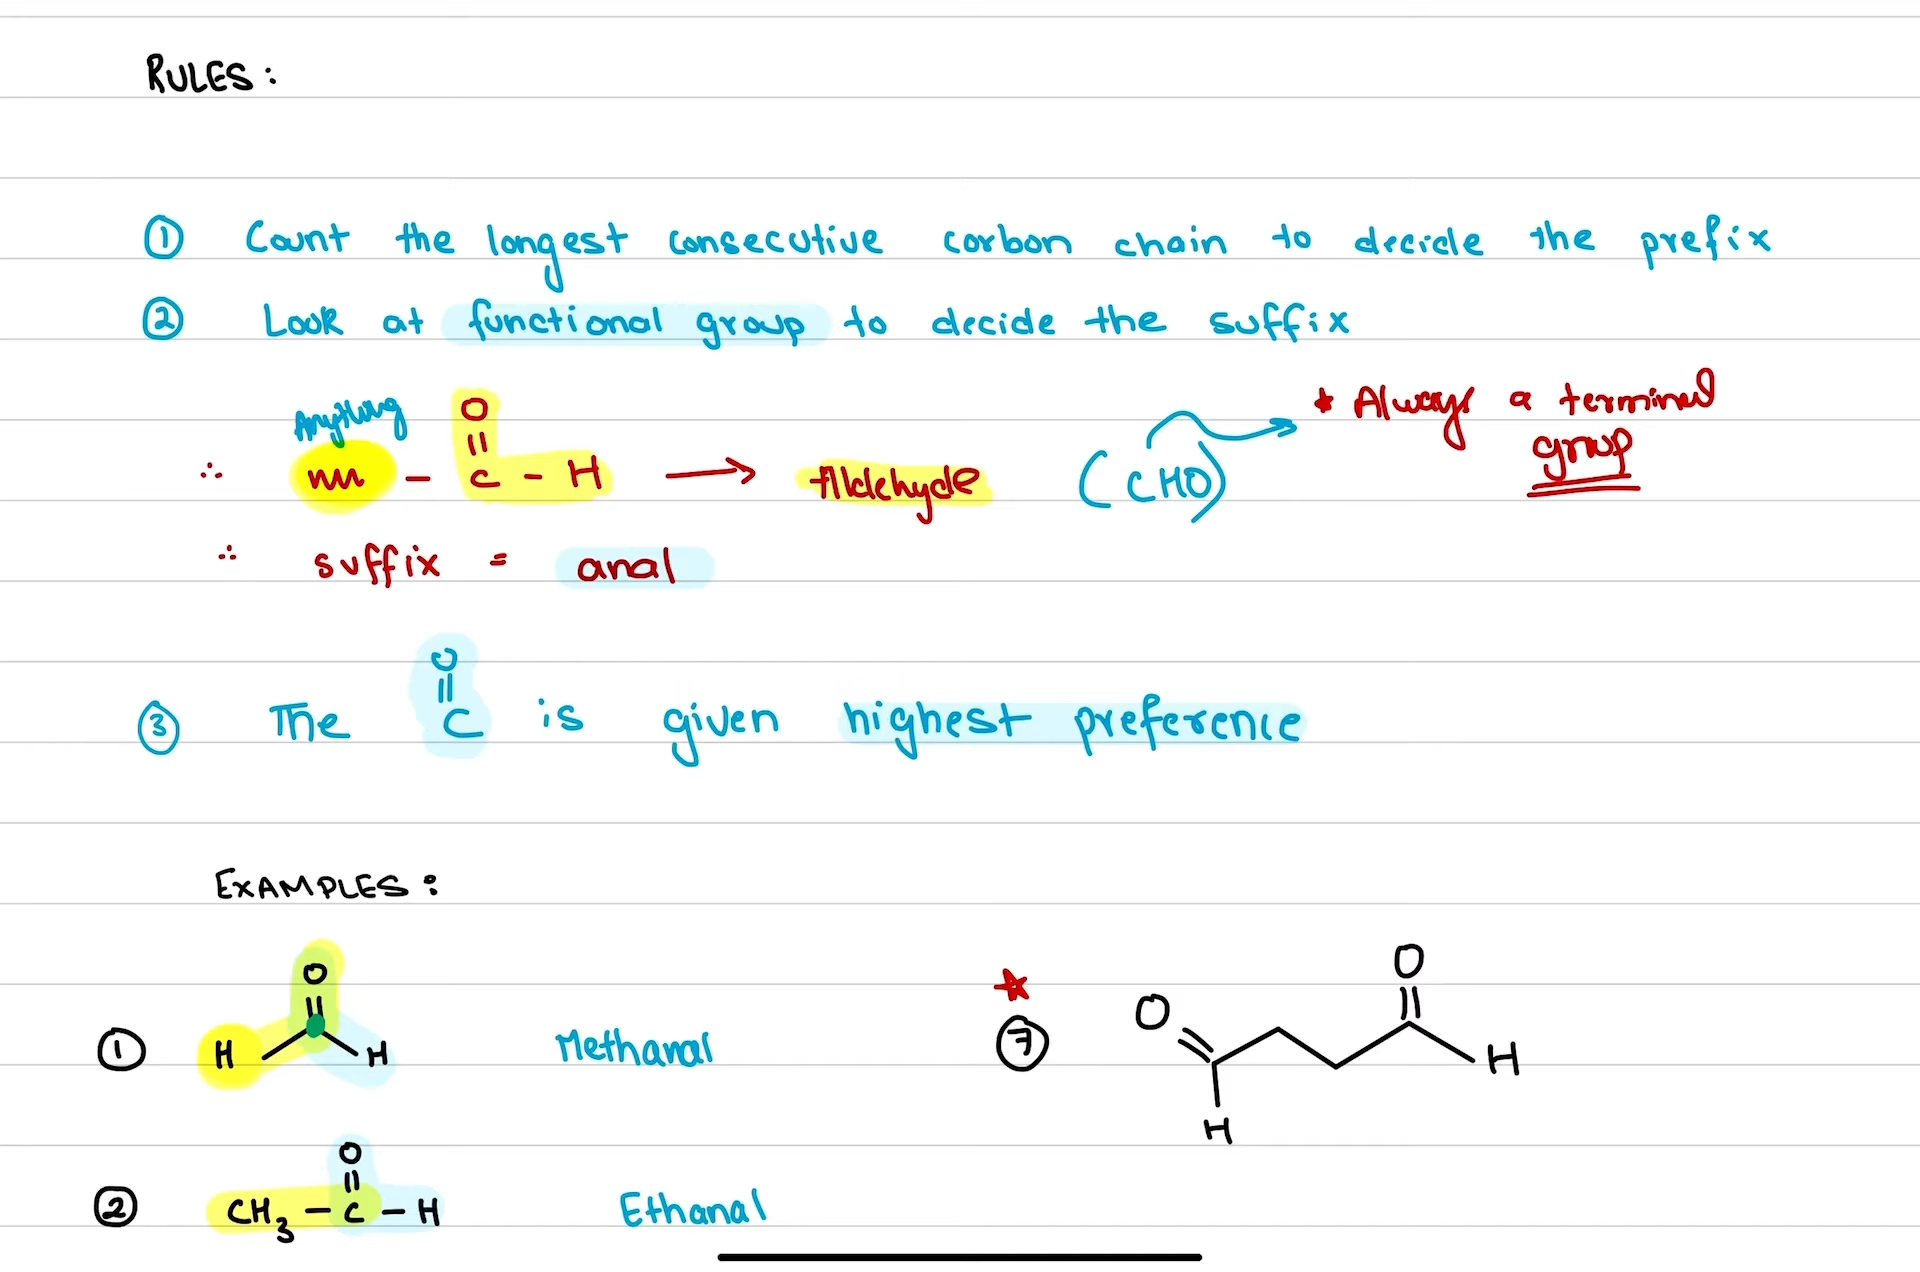 RULES :
① Count the longest consecutive carbon chain to decide the prefix
② Look at functional group to decide the suffix
Anything
O
* Always a terminal
group
∴ – C – H → Aldehyde (CHO)
∴ suffix = anal
O
③ The C is given highest preference
EXAMPLES :
O
① H H Methanal
O
② CH3 – C – H Ethanal
O
O
⑦ H
H